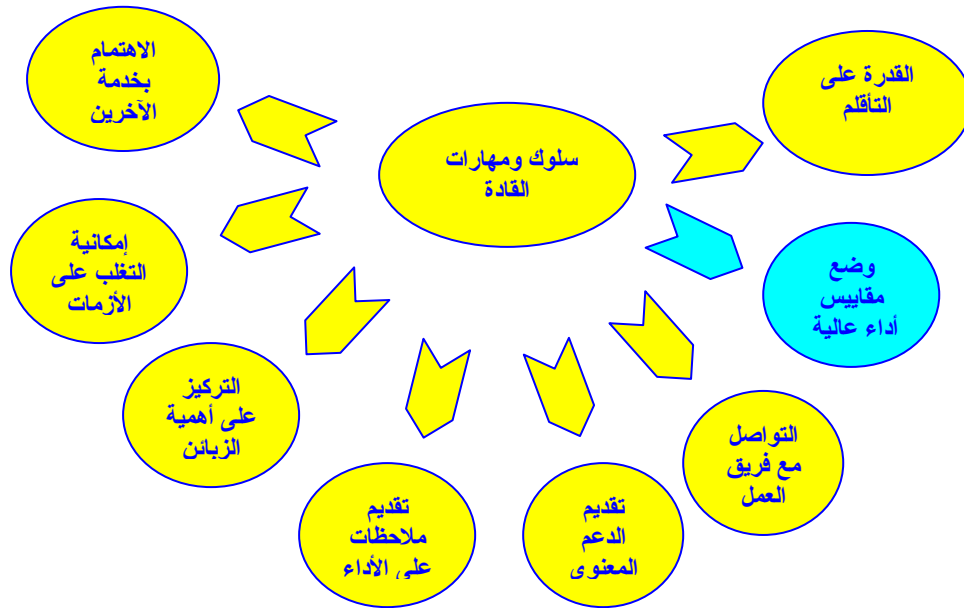 سلوك ومهارات
القادة
القدرة على
التأقلم
وضع
مقاييس
أداء عالية
التواصل
مع فريق
العمل
تقديم
الدعم
المعنوي
تقديم
ملاحظات
على الأداء
التركيز
على أهمية
الزبائن
إمكانية
التغلب على
الأزمات
الاهتمام
بخدمة
الآخرين